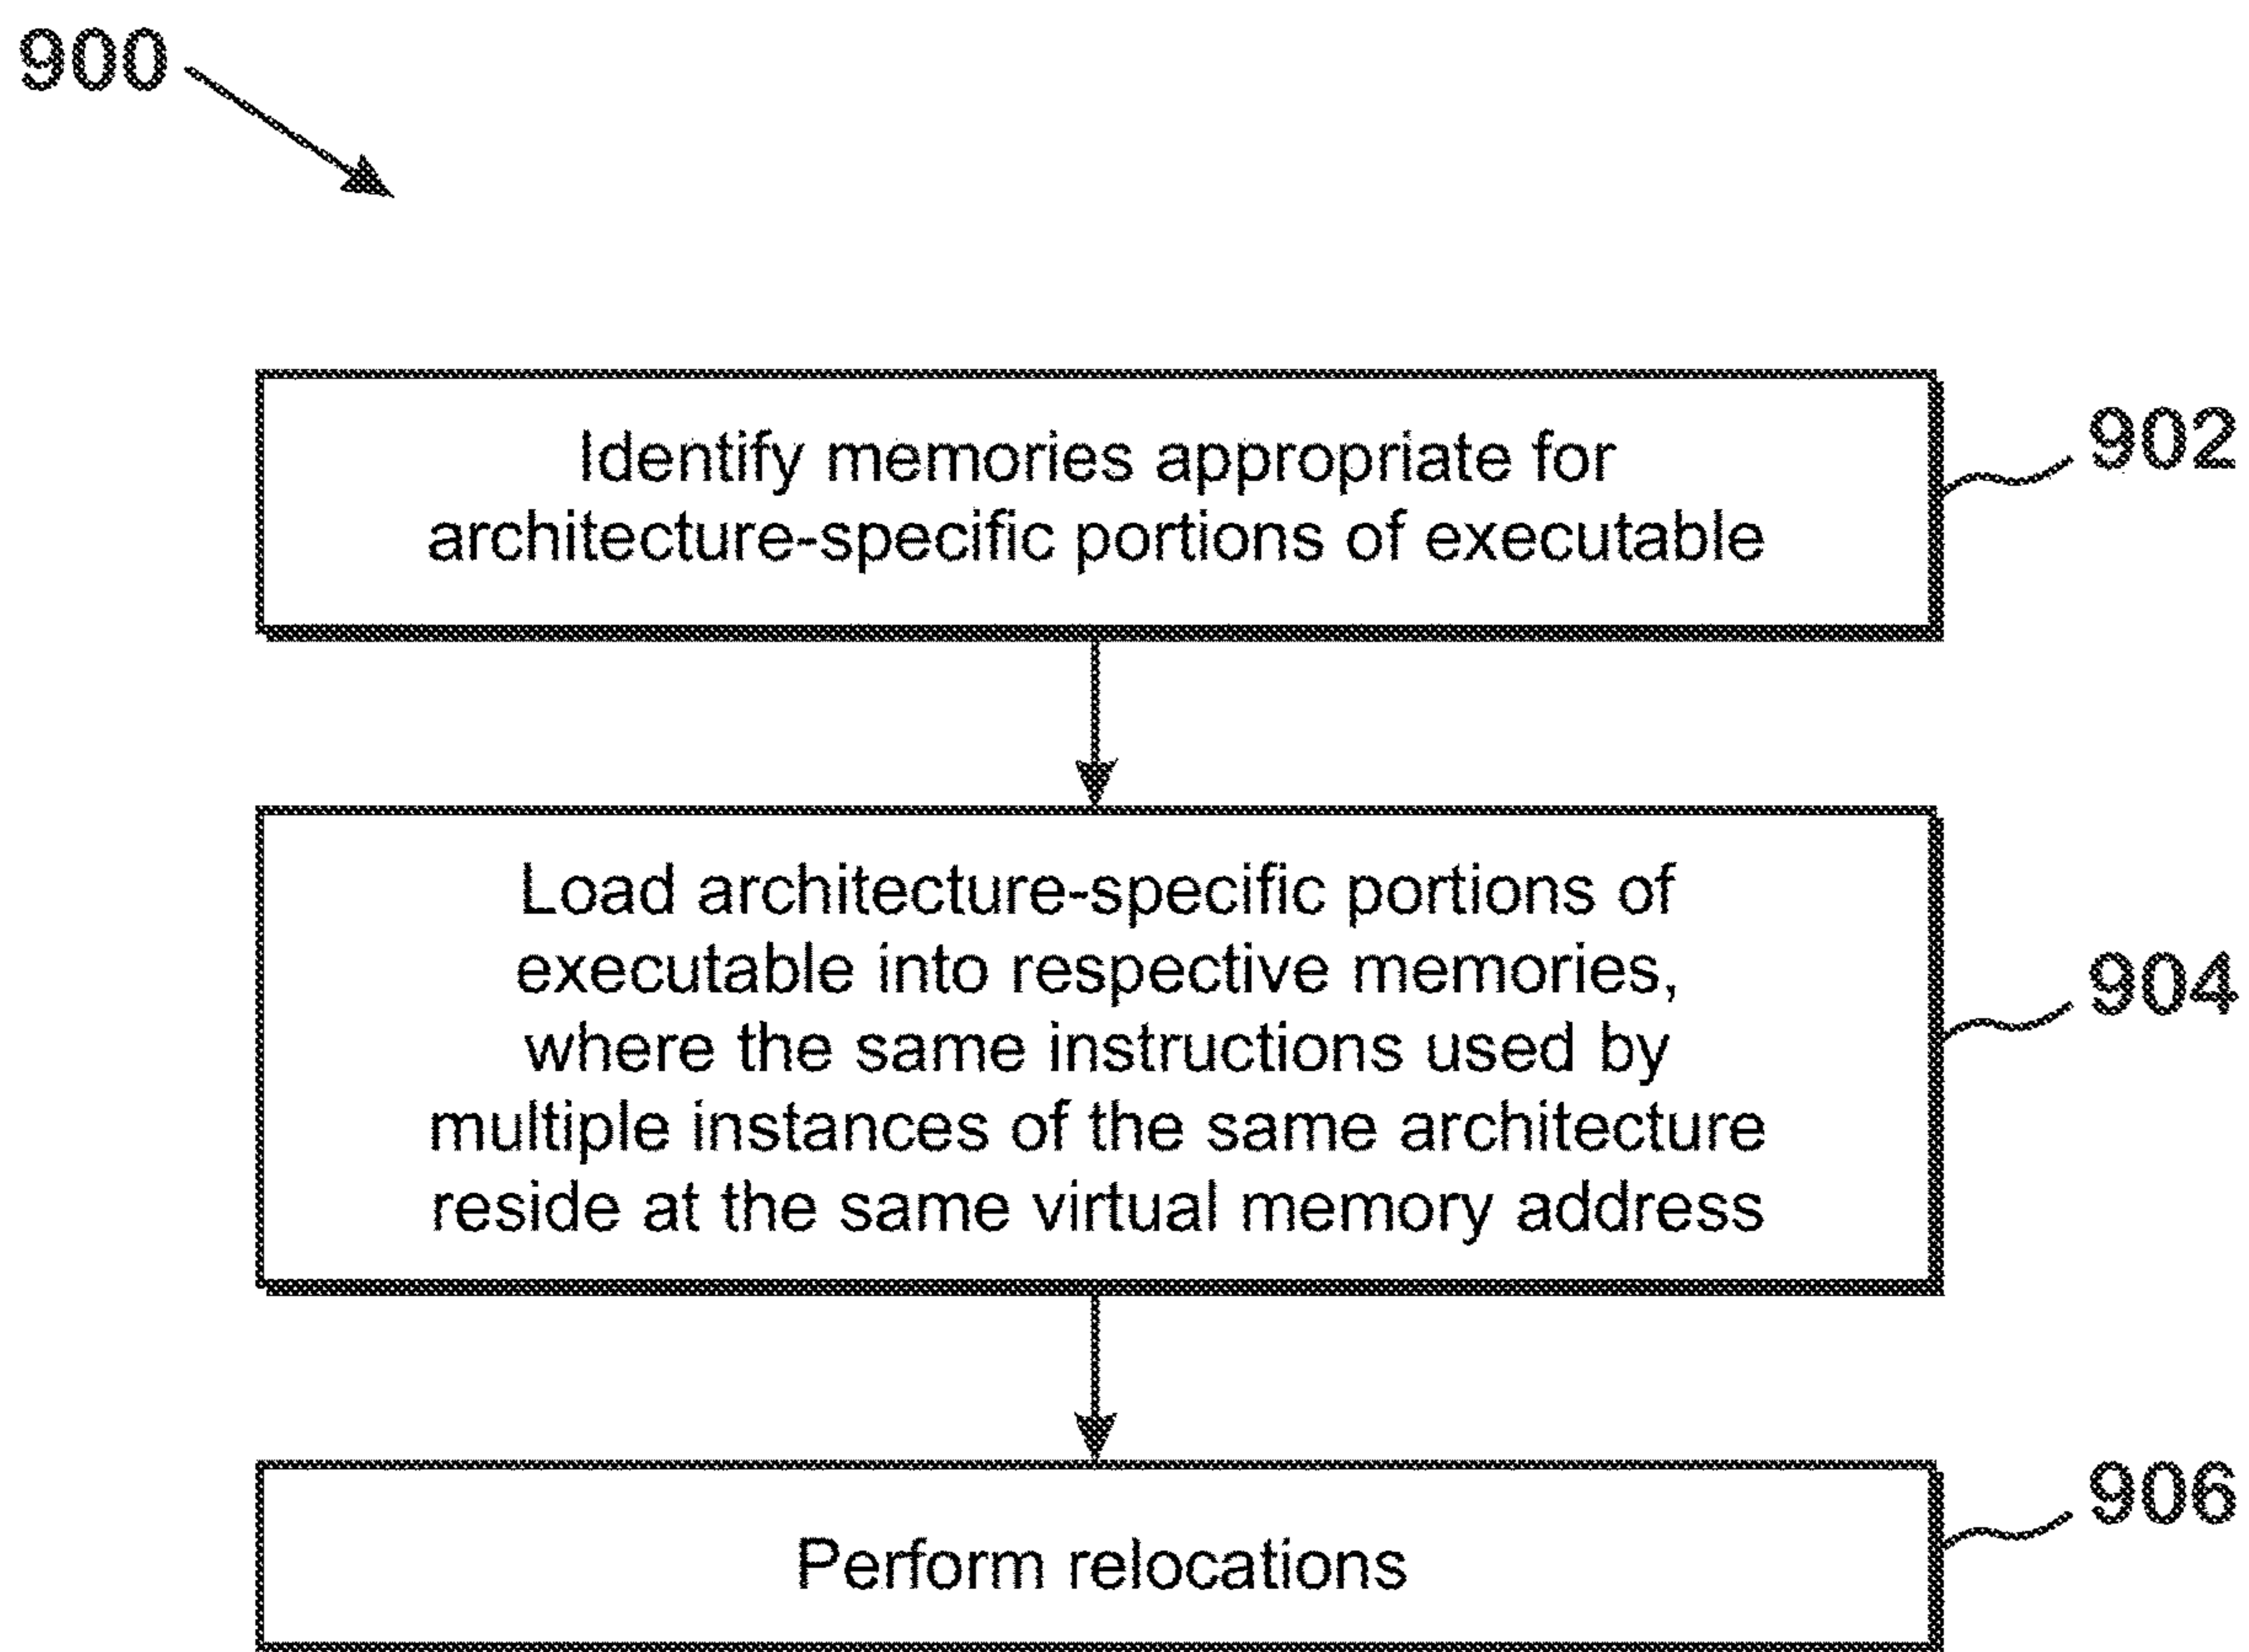 900
Identify memories appropriate for
architecture-specific portions of executable
902
Load architecture-specific portions of
executable into respective memories,
where the same instructions used by
multiple instances of the same architecture
reside at the same virtual memory address
904
Perform relocations
906